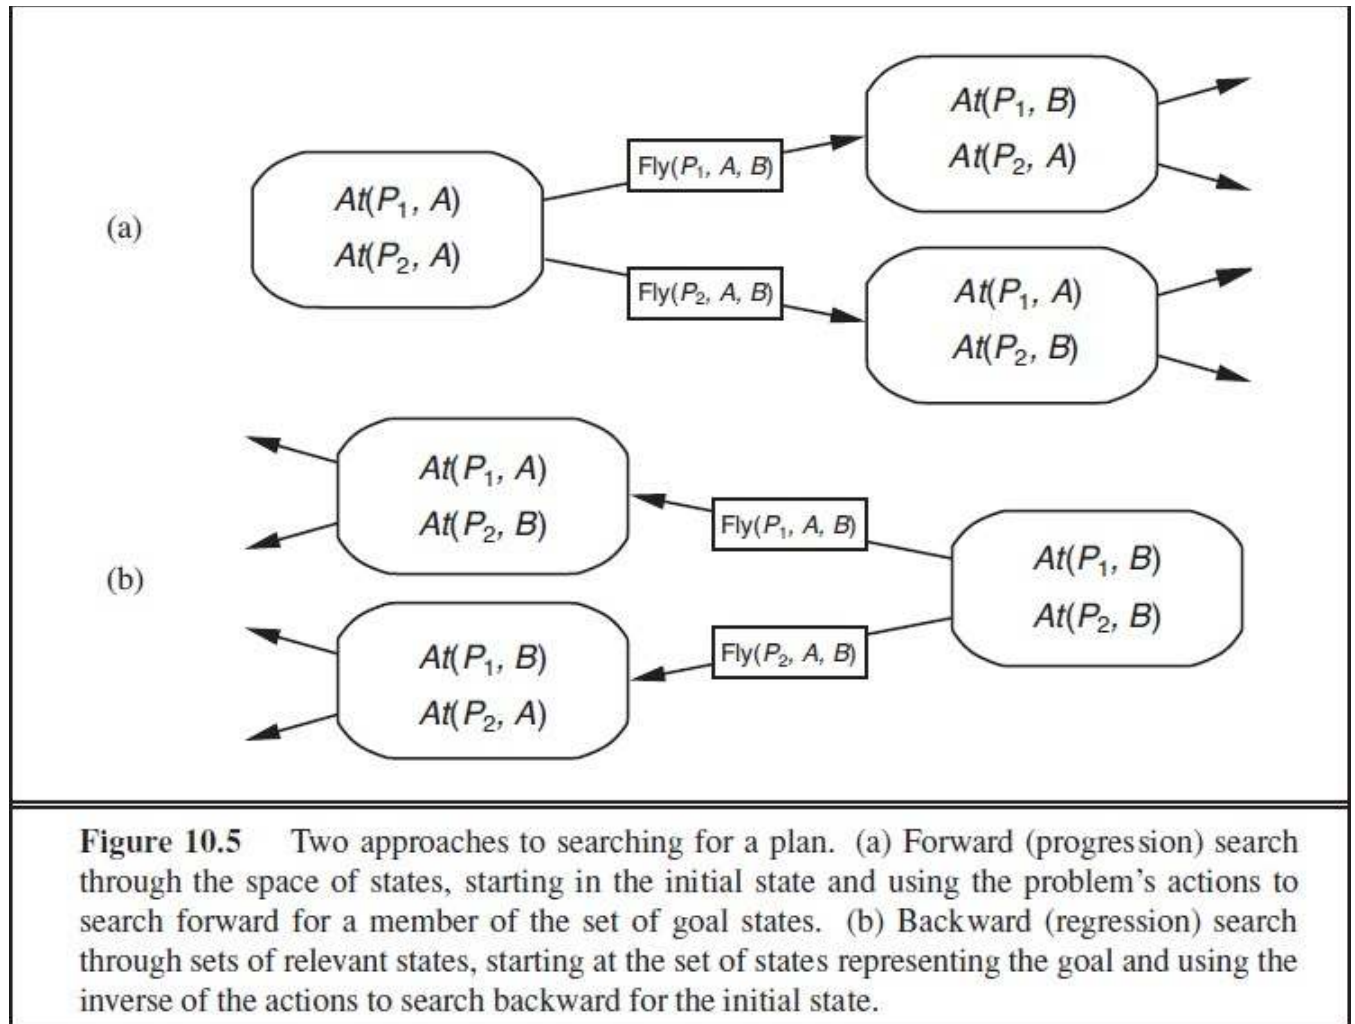 (a)
At(P₁, A)
At(P₂, A)
Fly(P₁, A, B)
Fly(P₂, A, B)
At(P₁, B)
At(P₂, A)
At(P₁, A)
At(P₂, B)
(b)
At(P₁, A)
At(P₂, B)
At(P₁, B)
At(P₂, A)
Fly(P₁, A, B)
Fly(P₂, A, B)
At(P₁, B)
At(P₂, B)
Figure 10.5 Two approaches to searching for a plan. (a) Forward (progression) search
through the space of states, starting in the initial state and using the problem's actions to
search forward for a member of the set of goal states. (b) Backward (regression) search
through sets of relevant states, starting at the set of states representing the goal and using the
inverse of the actions to search backward for the initial state.